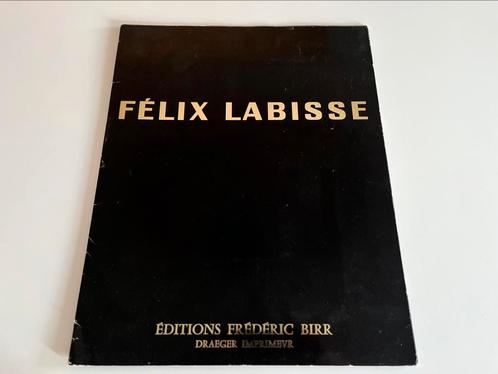 FÉLIX LABISSE
ÉDITIONS FRÉDÉRIC BIRR
DRAEGER IMPRIMEVR